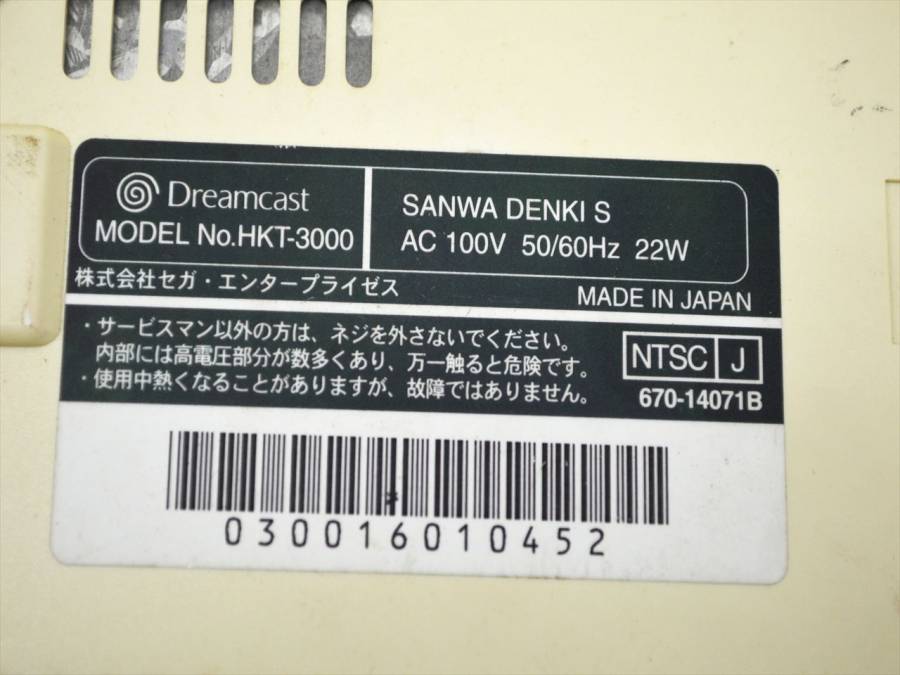 Dreamcast
MODEL No.HKT-3000
SANWA DENKI S
AC 100V 50/60Hz 22W
株式会社セガ・エンタープライゼス
MADE IN JAPAN
・サービスマン以外の方は、ネジを外さないでください。
内部には高電圧部分が数多くあり、万一触ると危険です。
・使用中熱くなることがありますが、故障ではありません。
NTSC J
670-14071B
030016010452